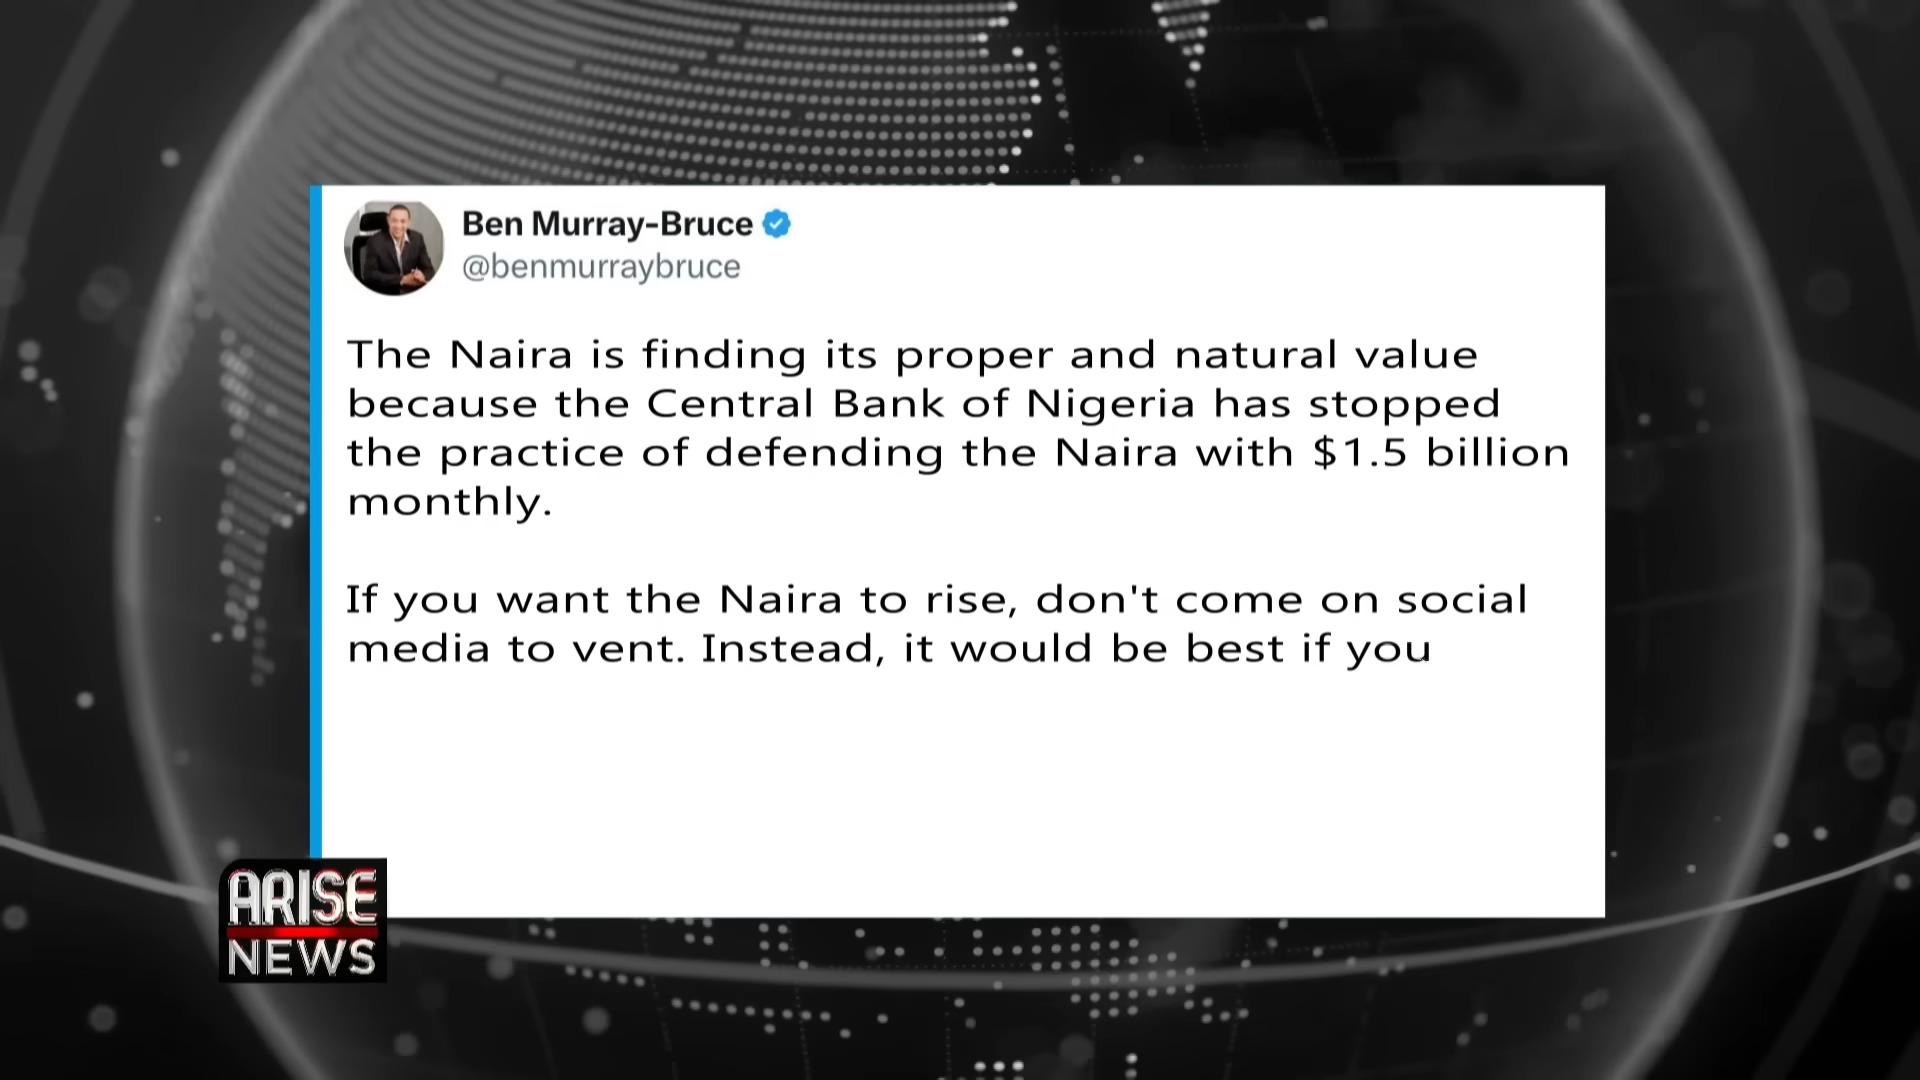 Ben Murray-Bruce
@benmurraybruce
The Naira is finding its proper and natural value
because the Central Bank of Nigeria has stopped
the practice of defending the Naira with $1.5 billion
monthly.
If you want the Naira to rise, don't come on social
media to vent. Instead, it would be best if you
ARISE
NEWS